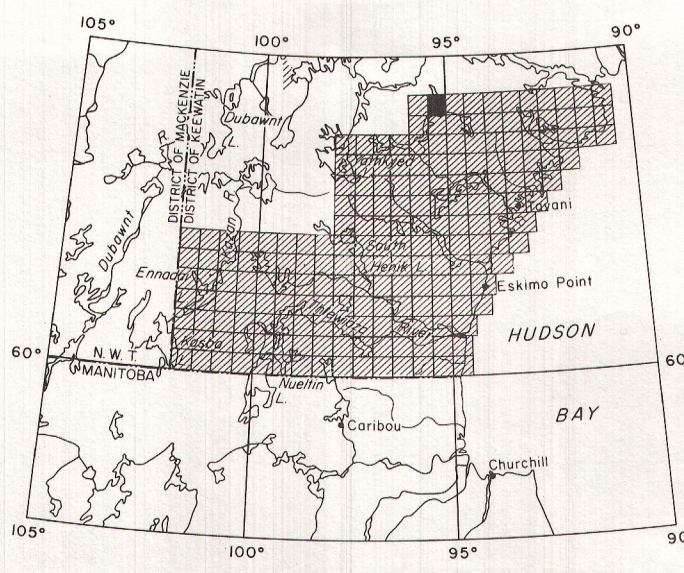 105°
100°
95°
90°
DISTRICT OF MACKENZIE
DISTRICT OF KEEWATIN
Dubawnt
L.
R.
Yathkyed
L.
Tavani
Dubawnt
Kazan
R.
South
Henik L.
Ennadai
Eskimo Point
Thlewiaza
River
HUDSON
Kasba
L.
60°
N.W.T.
MANITOBA
60
Nueltin
L.
BAY
Caribou
Churchill
105°
100°
95°
90